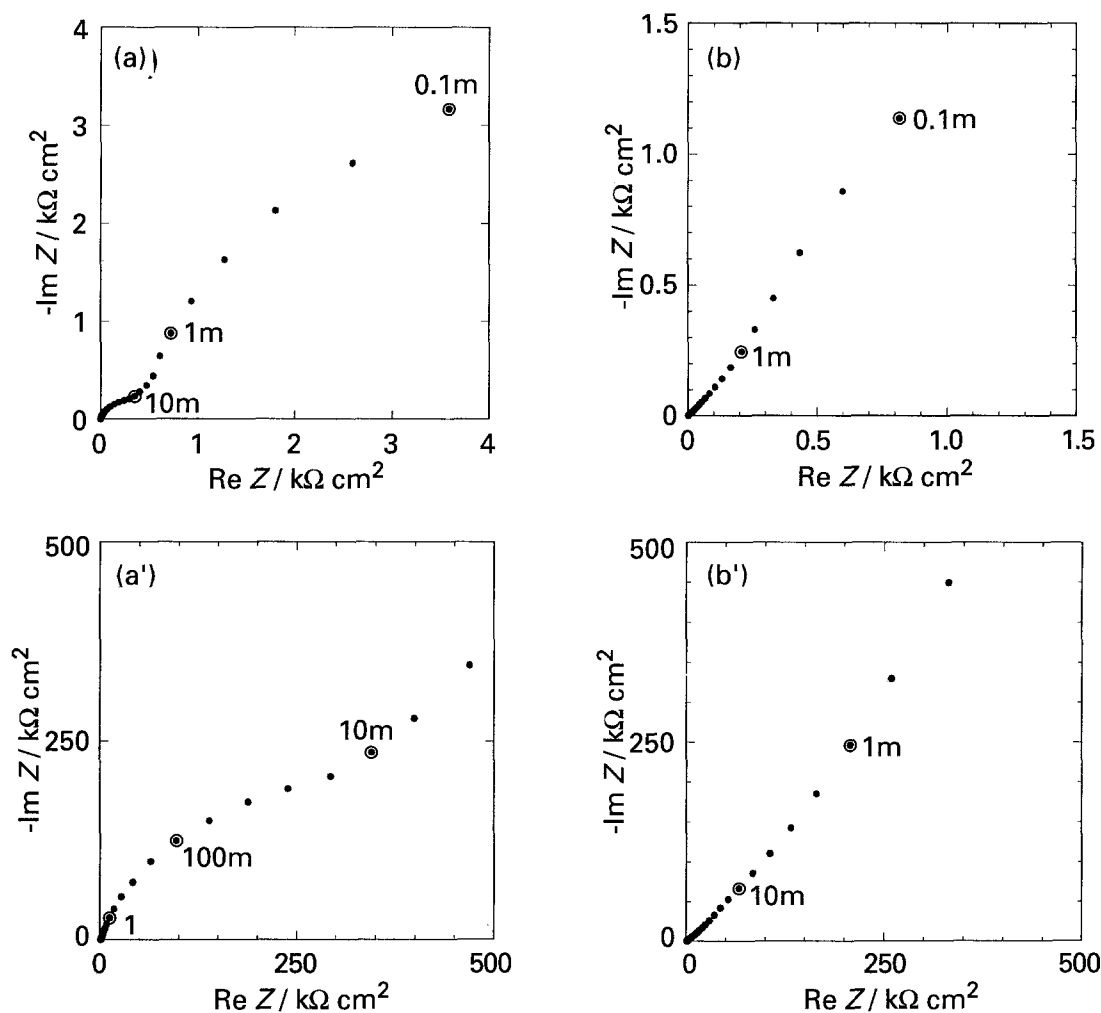 (a)
4
3
2
1
0
0.1m
1m
10m
0 1 2 3 4
-Im Z / kΩ cm²
Re Z / kΩ cm²
(b)
1.5
1.0
0.5
0
0.1m
1m
0 0.5 1.0 1.5
-Im Z / kΩ cm²
Re Z / kΩ cm²
(a')
500
250
0
10m
100m
1
0 250 500
-Im Z / kΩ cm²
Re Z / kΩ cm²
(b')
500
250
0
1m
10m
0 250 500
-Im Z / kΩ cm²
Re Z / kΩ cm²